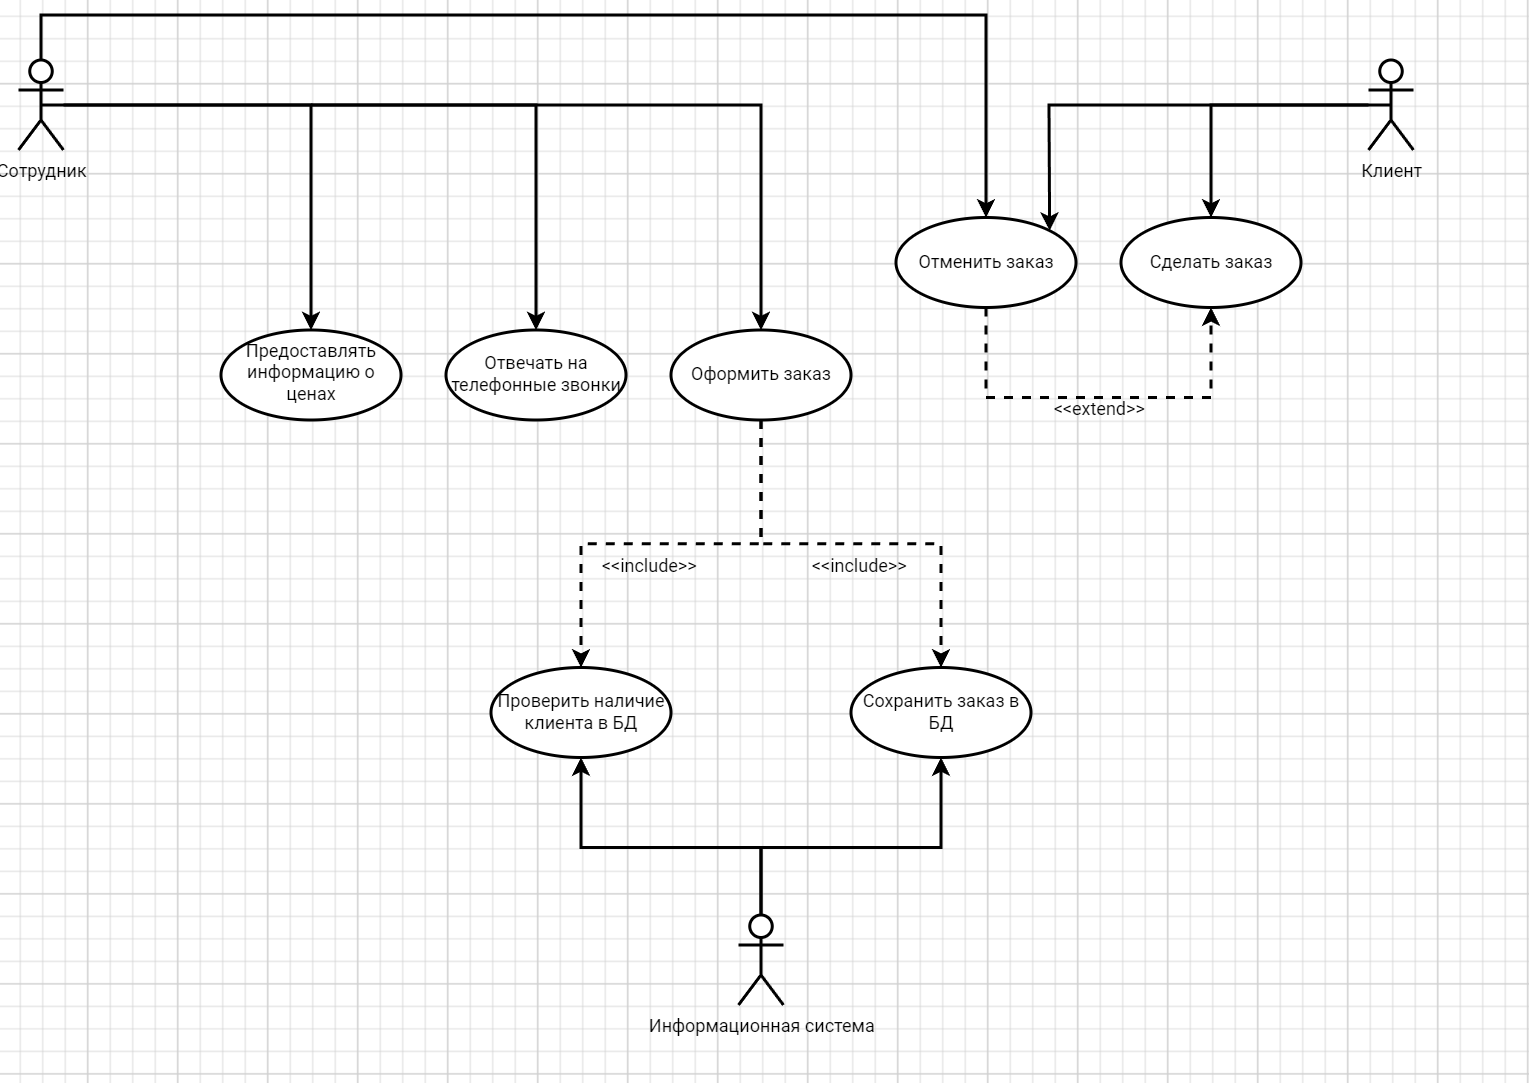 Сотрудник
Клиент
Отменить заказ
Сделать заказ
Предоставлять
информацию о
ценах
Отвечать на
телефонные звонки
Оформить заказ
<<extend>>
<<include>>
<<include>>
Проверить наличие
клиента в БД
Сохранить заказ в
БД
Информационная система